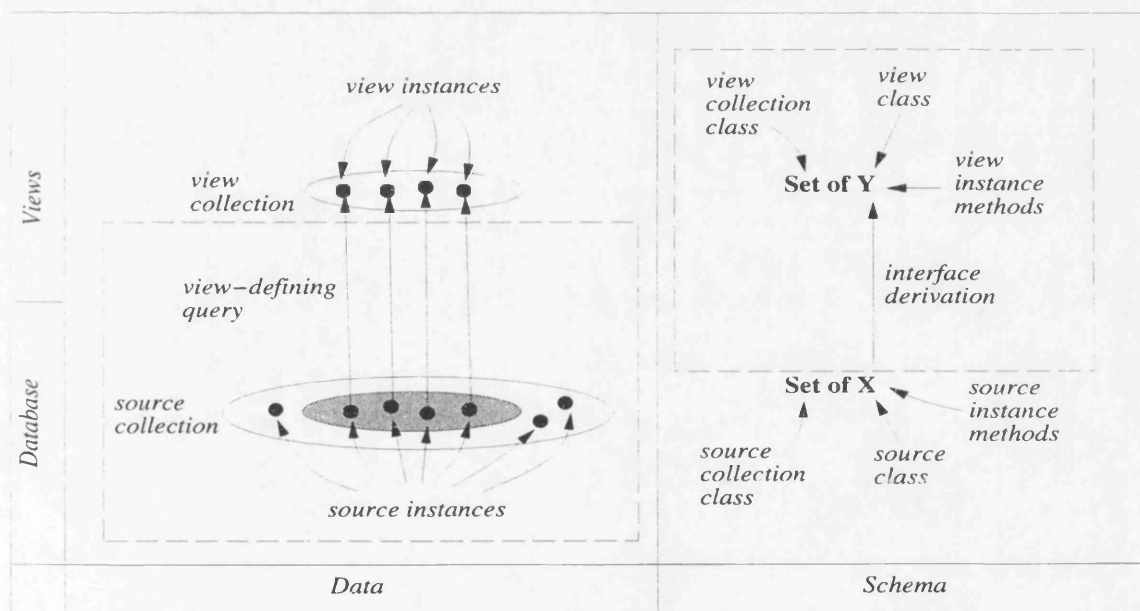 Views
Database
view instances
view
collection
view-defining
query
source
collection
source instances
Data
view
collection
class
view
class
Set of Y
view
instance
methods
interface
derivation
Set of X
source
instance
methods
source
collection
class
source
class
Schema